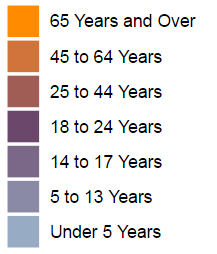 65 Years and Over
45 to 64 Years
25 to 44 Years
18 to 24 Years
14 to 17 Years
5 to 13 Years
Under 5 Years